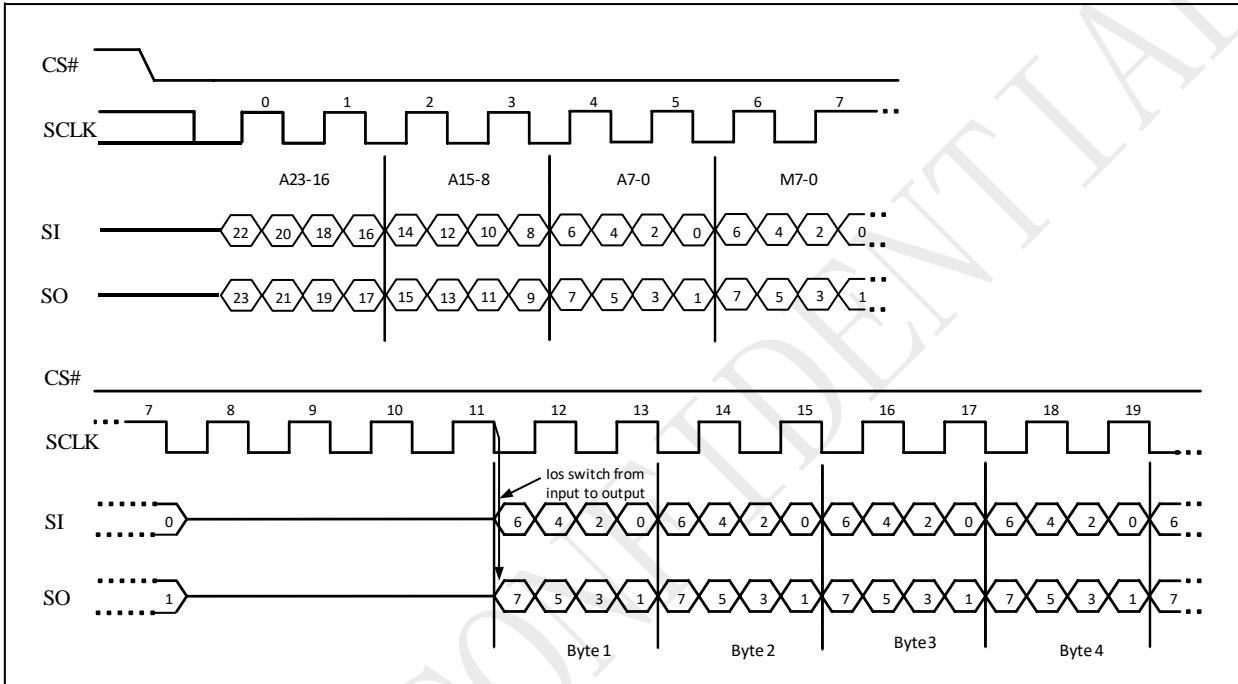 CS#
0 1 2 3 4 5 6 7
SCLK
A23-16 A15-8 A7-0 M7-0
SI 22 20 18 16 14 12 10 8 6 4 2 0 6 4 2 0
SO 23 21 19 17 15 13 11 9 7 5 3 1 7 5 3 1
CS#
7 8 9 10 11 12 13 14 15 16 17 18 19
SCLK
Ios switch from
input to output
SI 0 6 4 2 0 6 4 2 0 6 4 2 0 6 4 2 0 6
SO 1 7 5 3 1 7 5 3 1 7 5 3 1 7 5 3 1 7
Byte 1 Byte 2 Byte 3 Byte 4
CONFIDENTIAL